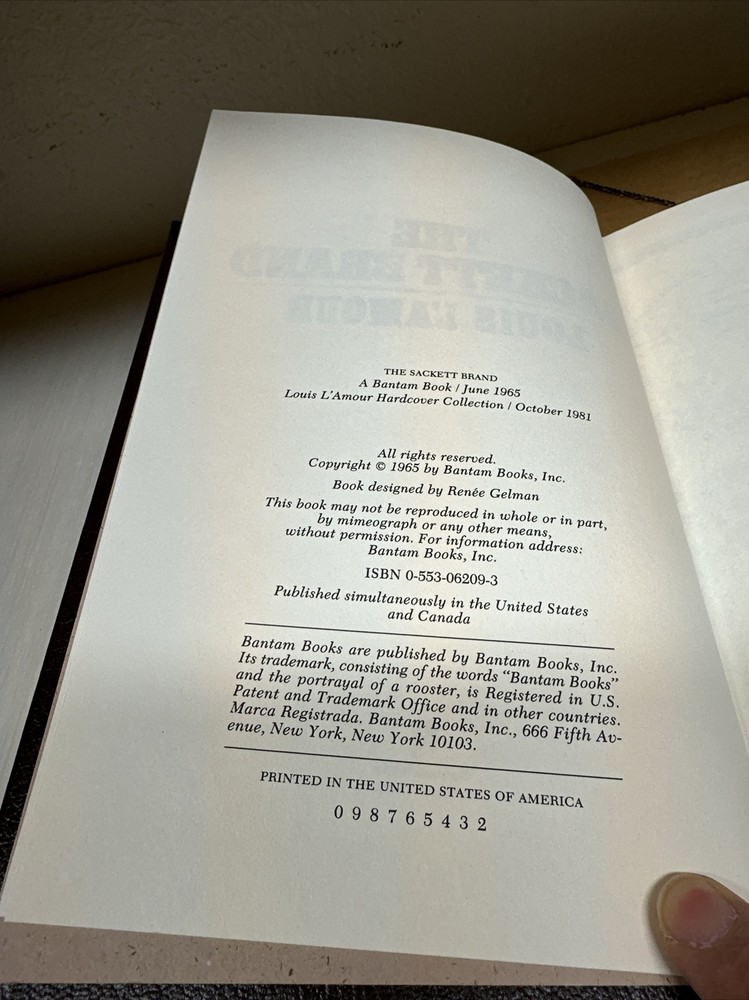 THE SACKETT BRAND
A Bantam Book / June 1965
Louis L'Amour Hardcover Collection / October 1981
All rights reserved.
Copyright © 1965 by Bantam Books, Inc.
Book designed by Renée Gelman
This book may not be reproduced in whole or in part,
by mimeograph or any other means,
without permission. For information address:
Bantam Books, Inc.
ISBN 0-553-06209-3
Published simultaneously in the United States
and Canada
Bantam Books are published by Bantam Books, Inc.
Its trademark, consisting of the words "Bantam Books"
and the portrayal of a rooster, is Registered in U.S.
Patent and Trademark Office and in other countries.
Marca Registrada. Bantam Books, Inc., 666 Fifth Av-
enue, New York, New York 10103.
PRINTED IN THE UNITED STATES OF AMERICA
0 9 8 7 6 5 4 3 2